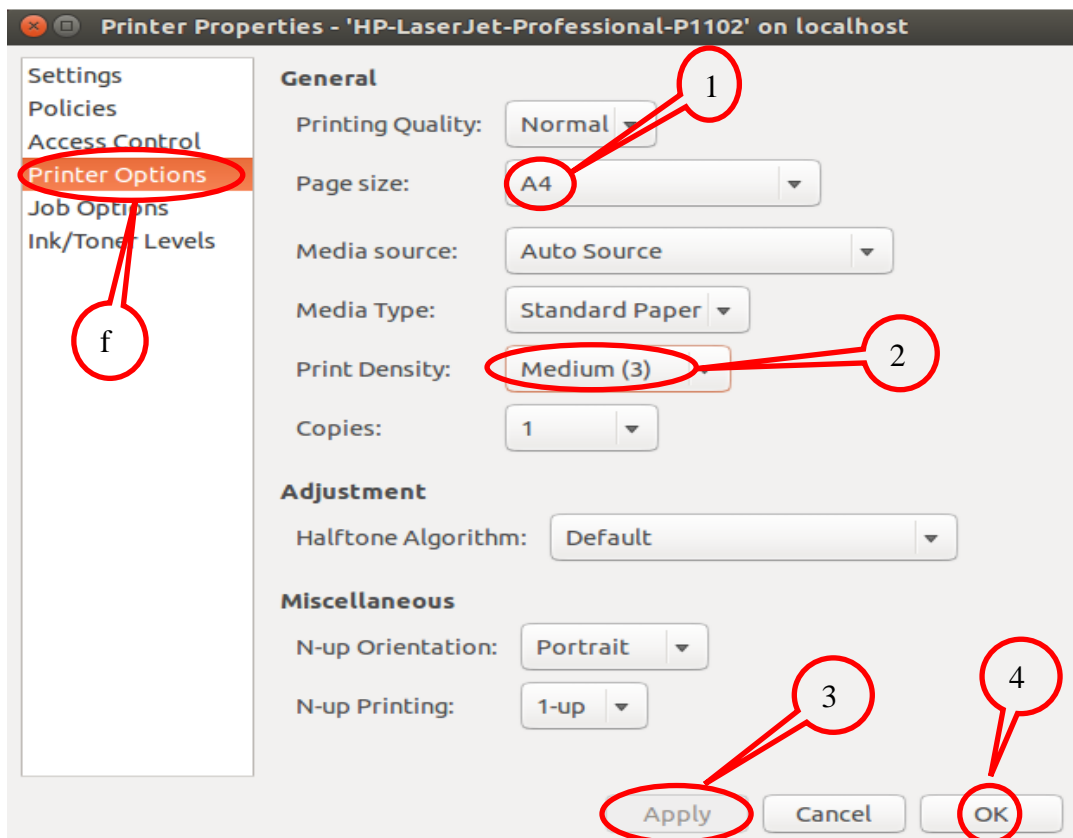 Printer Properties - 'HP-LaserJet-Professional-P1102' on localhost
Settings
Policies
Access Control
Printer Options
Job Options
Ink/Toner Levels
f
General
1
Printing Quality: Normal
Page size: A4
Media source: Auto Source
Media Type: Standard Paper
Print Density: Medium (3)
2
Copies: 1
Adjustment
Halftone Algorithm: Default
Miscellaneous
N-up Orientation: Portrait
N-up Printing: 1-up
3
4
Apply Cancel OK